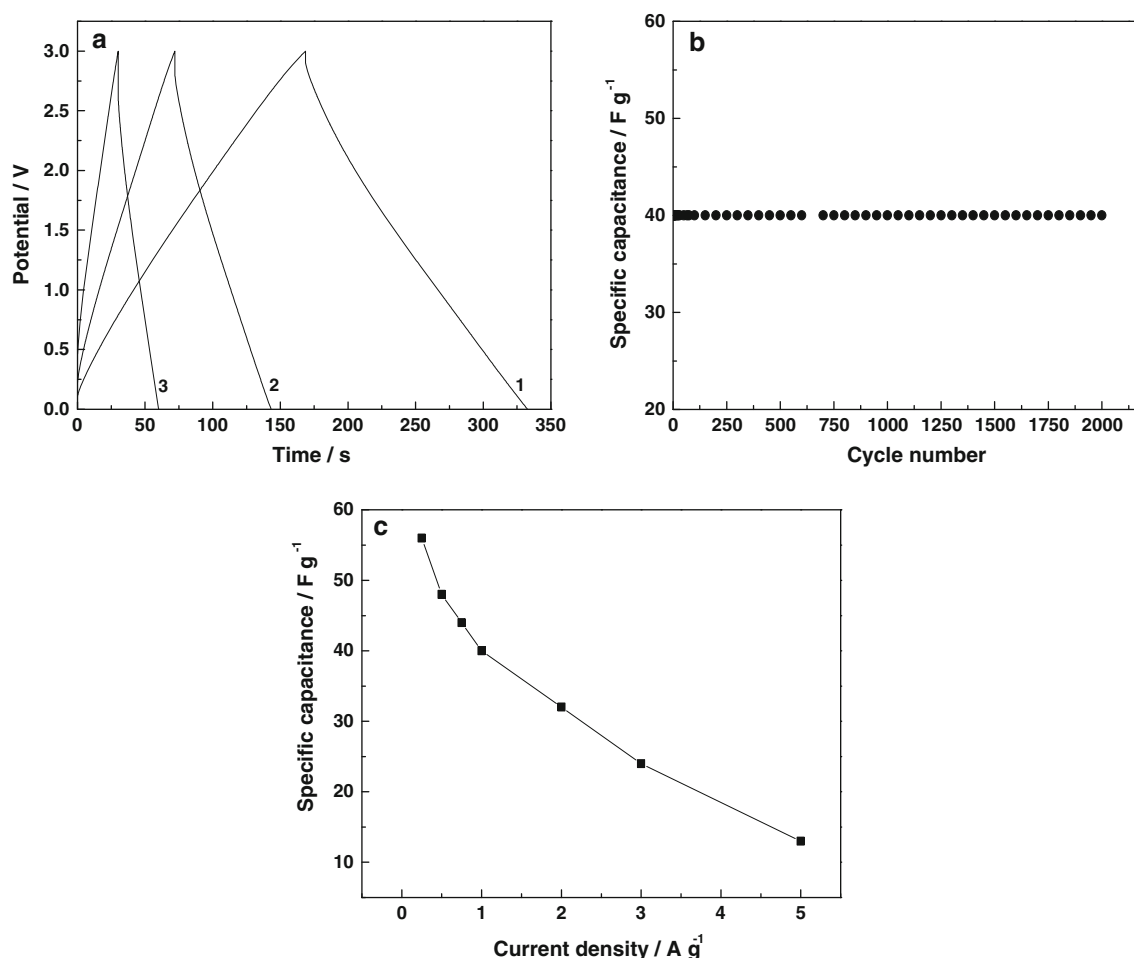 a
3.0
2.5
2.0
1.5
1.0
0.5
0.0
Potential / V
3
2
1
0 50 100 150 200 250 300 350
Time / s
b
60
50
40
30
20
Specific capacitance / F g-1
0 250 500 750 1000 1250 1500 1750 2000
Cycle number
c
60
50
40
30
20
10
Specific capacitance / F g-1
0 1 2 3 4 5
Current density / A g-1